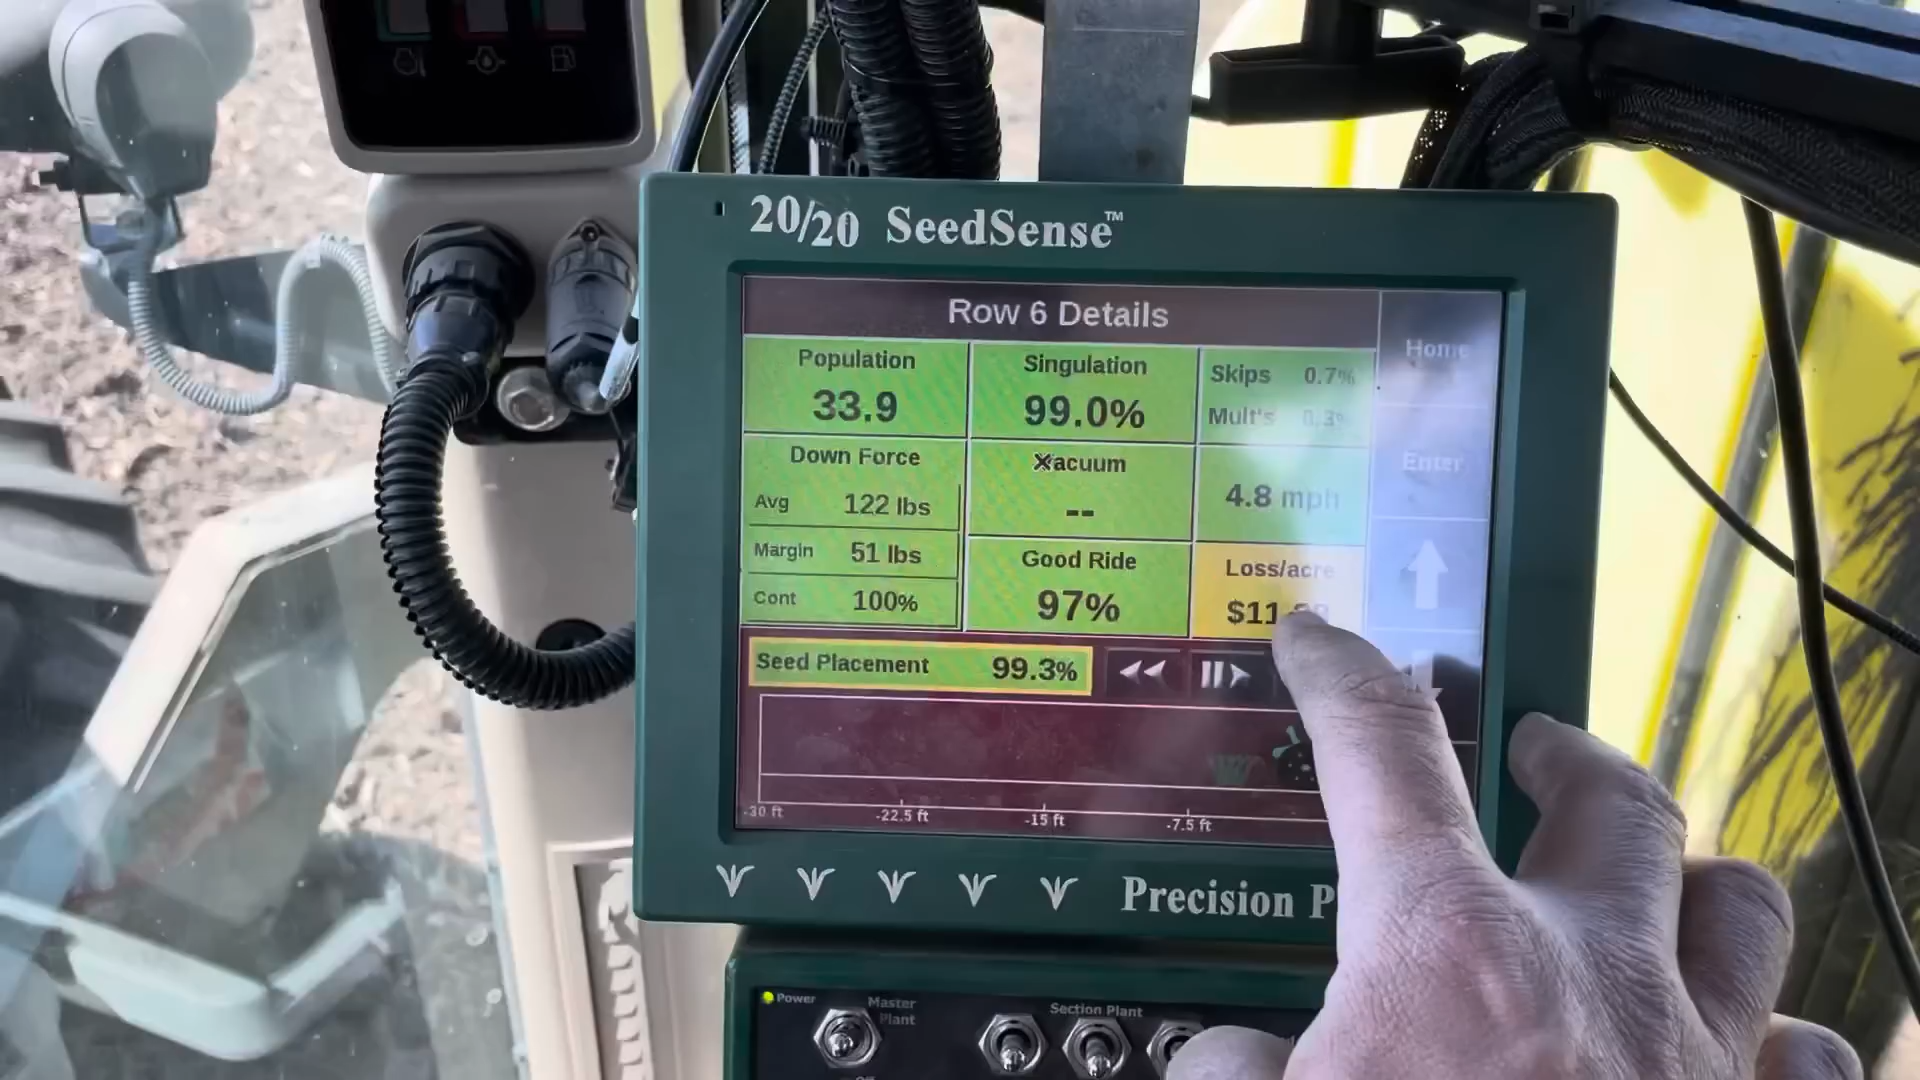 20/20 SeedSense™
Row 6 Details
Home
Population
33.9
Singulation
99.0%
Skips 0.7%
Mult's 0.3%
Enter
Down Force
Avg 122 lbs
Margin 51 lbs
Cont 100%
acuum
--
4.8 mph
Good Ride
97%
Loss/acre
$11
Seed Placement 99.3%
-30 ft
-22.5 ft
-15 ft
-7.5 ft
Precision P
Power
Master
Plant
Section Plant